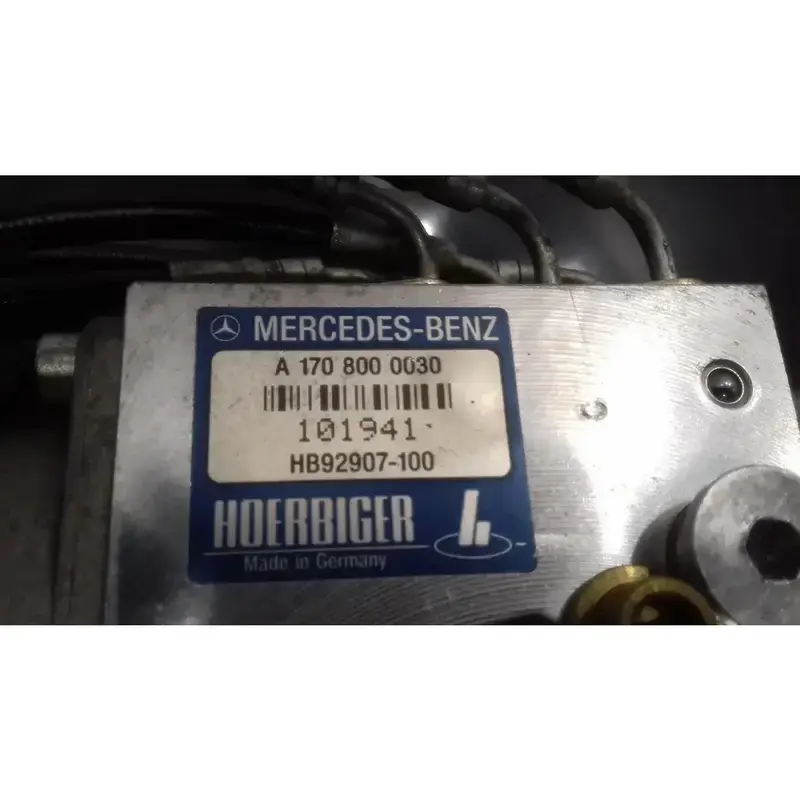 MERCEDES-BENZ
A 170 800 0030
101941
HB92907-100
HOERBIGER
Made in Germany